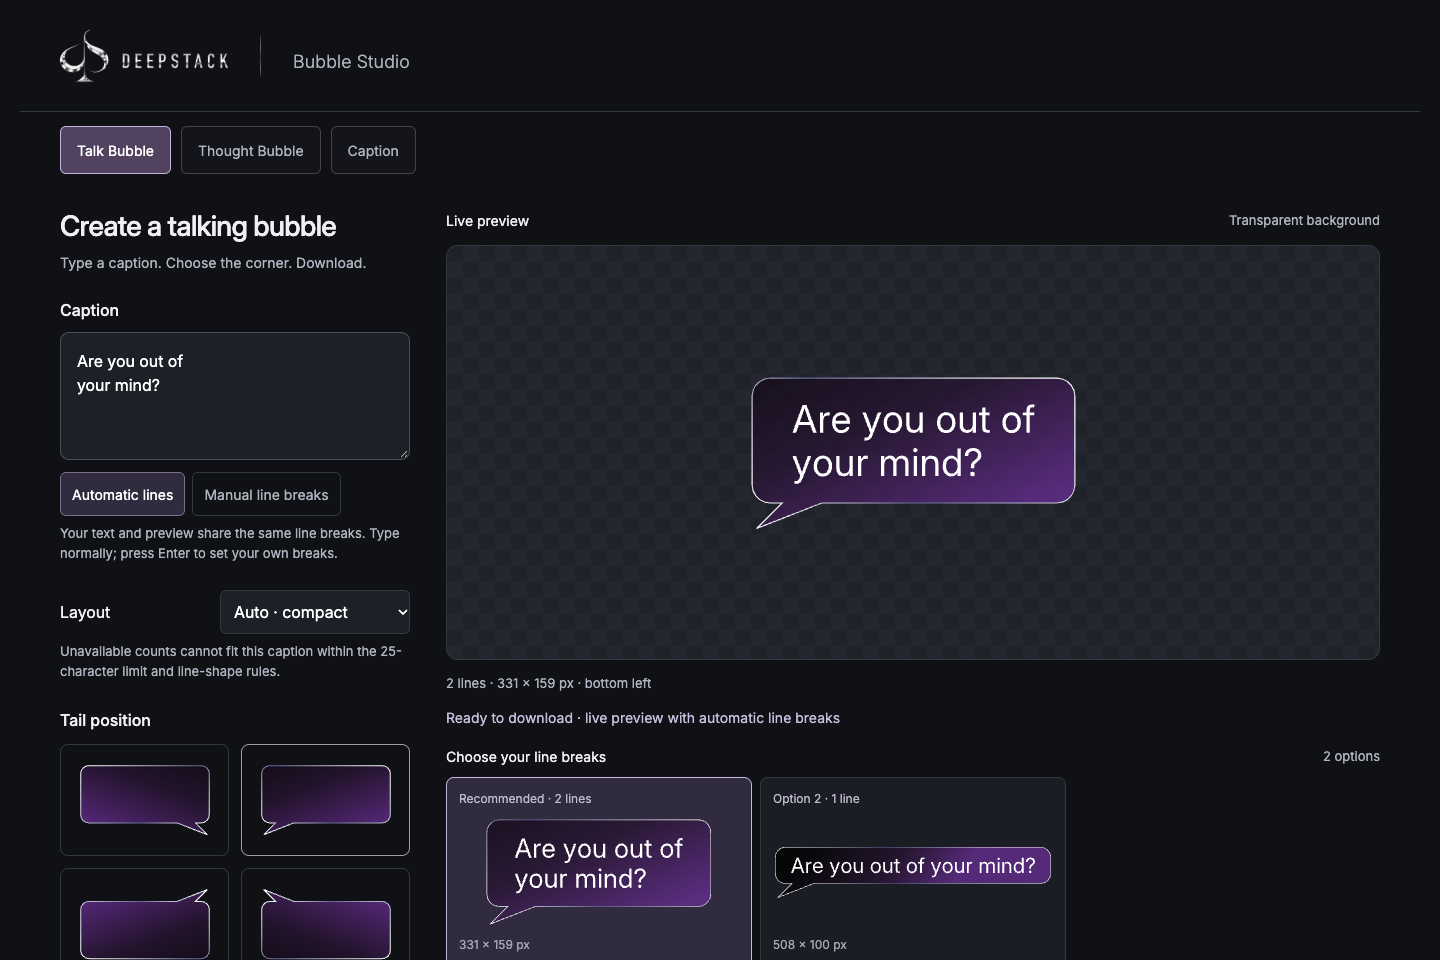 DEEPSTACK
Bubble Studio
Talk Bubble
Thought Bubble
Caption
Create a talking bubble
Type a caption. Choose the corner. Download.
Caption
Are you out of
your mind?
Automatic lines
Manual line breaks
Your text and preview share the same line breaks. Type
normally; press Enter to set your own breaks.
Layout
Auto · compact
Unavailable counts cannot fit this caption within the 25-
character limit and line-shape rules.
Tail position
Live preview
Transparent background
Are you out of
your mind?
2 lines · 331 × 159 px · bottom left
Ready to download · live preview with automatic line breaks
Choose your line breaks
2 options
Recommended · 2 lines
Are you out of
your mind?
331 × 159 px
Option 2 · 1 line
Are you out of your mind?
508 × 100 px